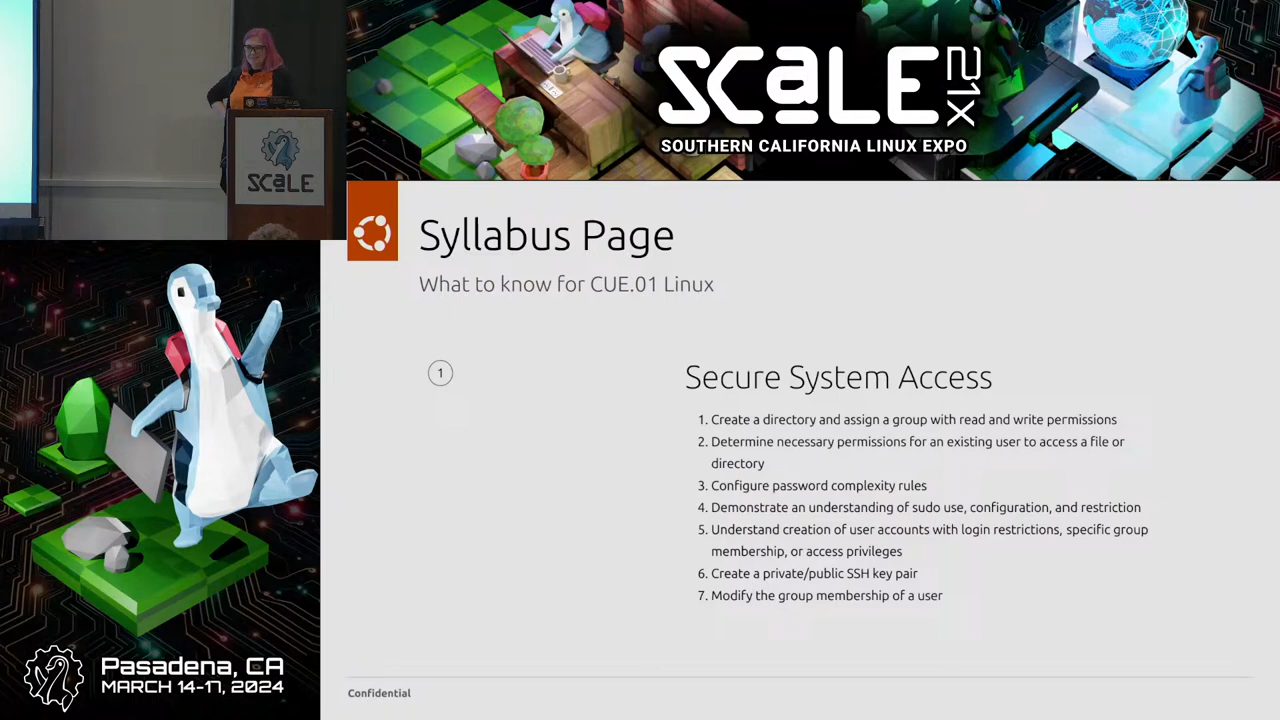 SCALE
SCALE 21X
SOUTHERN CALIFORNIA LINUX EXPO
Syllabus Page
What to know for CUE.01 Linux
1
Secure System Access
1. Create a directory and assign a group with read and write permissions
2. Determine necessary permissions for an existing user to access a file or
directory
3. Configure password complexity rules
4. Demonstrate an understanding of sudo use, configuration, and restriction
5. Understand creation of user accounts with login restrictions, specific group
membership, or access privileges
6. Create a private/public SSH key pair
7. Modify the group membership of a user
Confidential
Pasadena, CA
MARCH 14-17, 2024